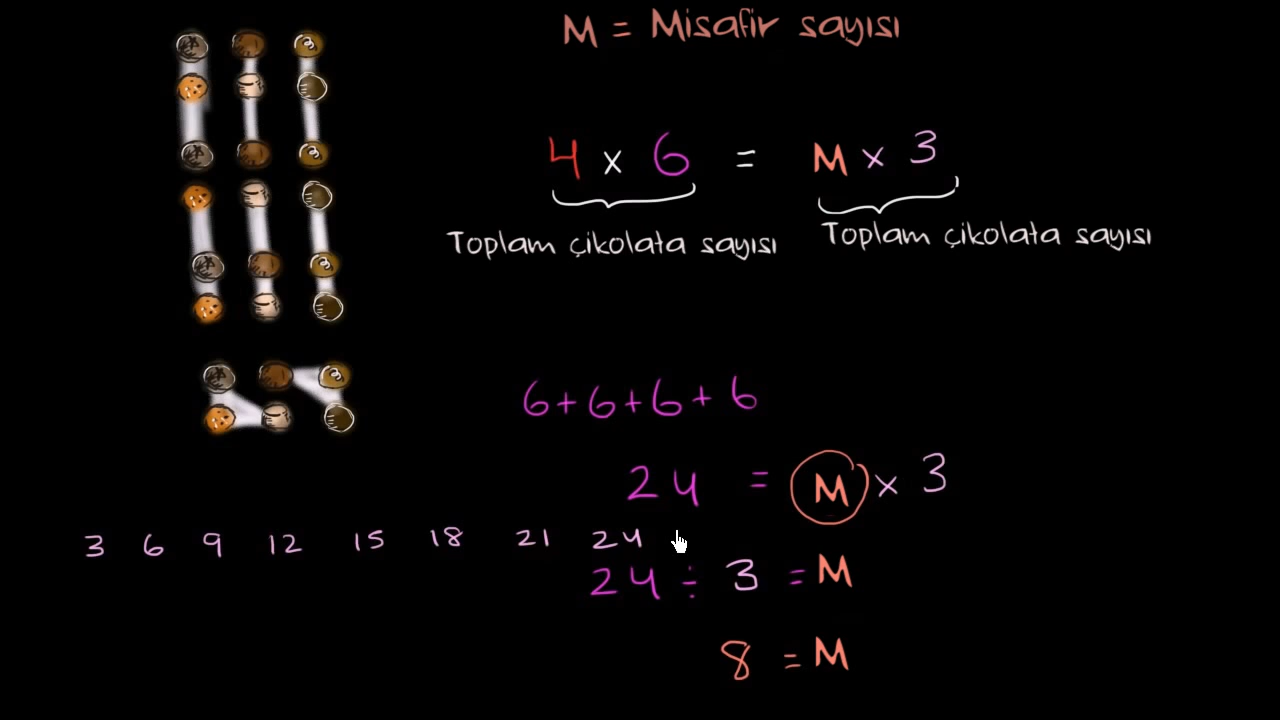 M = Misafir sayısı
4 x 6 = M x 3
Toplam çikolata sayısı Toplam çikolata sayısı
6+6+6+6
24 = M x 3
3 6 9 12 15 18 21 24
24 ÷ 3 = M
8 = M